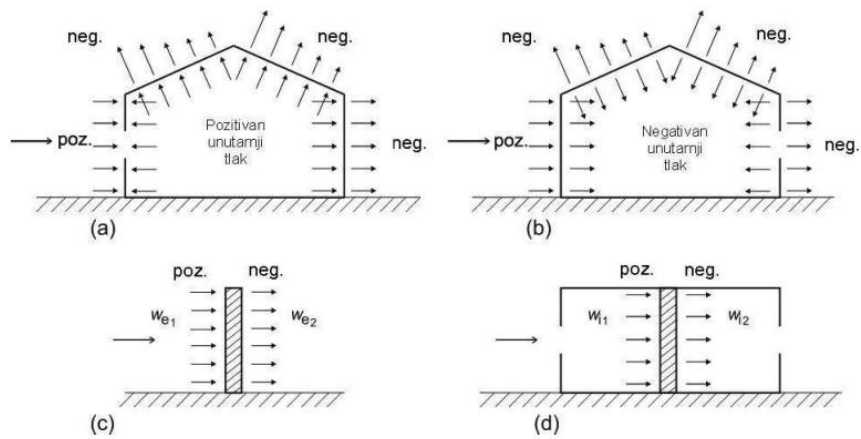 neg.
neg.
poz.
Pozitivan
unutarnji
tlak
neg.
(a)
neg.
neg.
poz.
Negativan
unutarnji
tlak
neg.
(b)
poz. neg.
we1
we2
(c)
poz. neg.
wi1
wi2
(d)